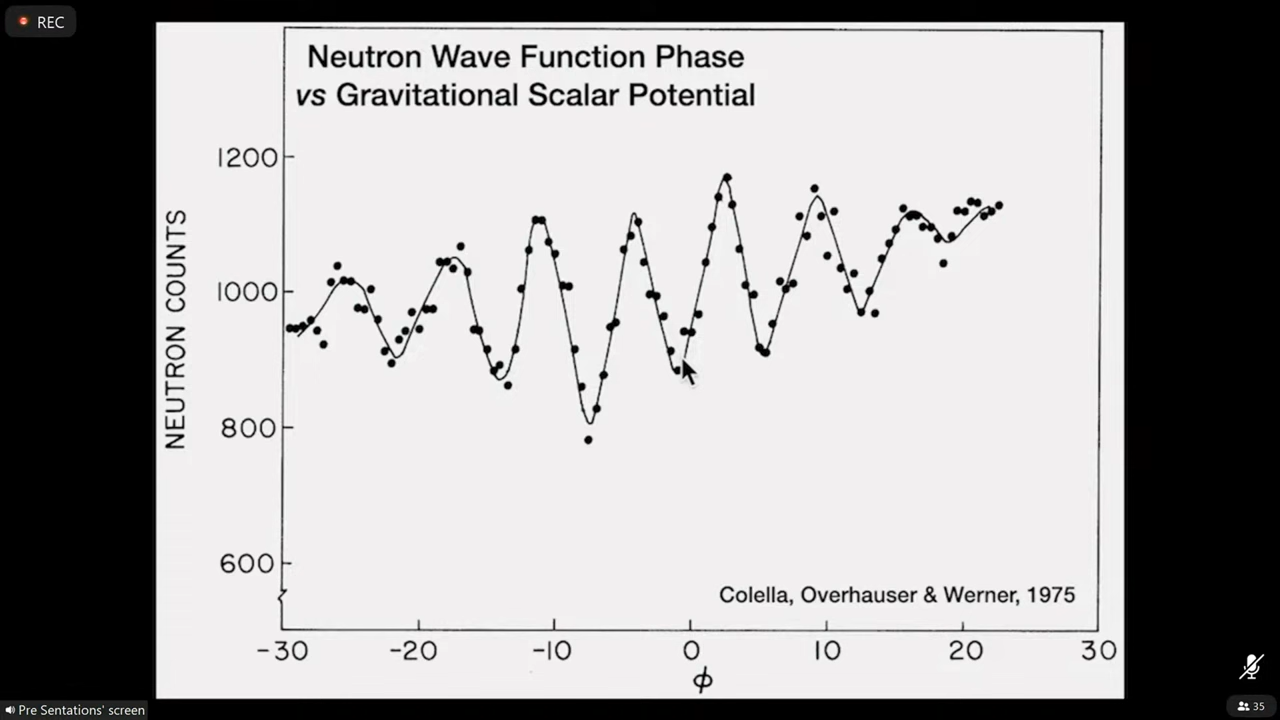 REC
Neutron Wave Function Phase
vs Gravitational Scalar Potential
1200
1000
800
600
NEUTRON COUNTS
Colella, Overhauser & Werner, 1975
-30 -20 -10 0 10 20 30
ϕ
Pre Sentations' screen
35